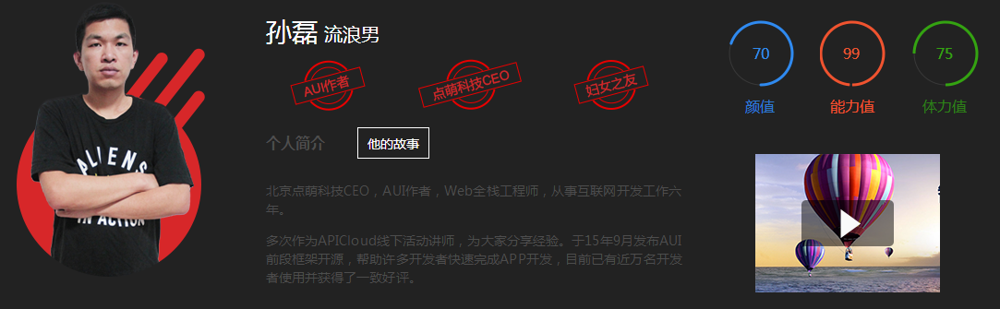 孙磊 流浪男
AUI作者
点萌科技CEO
妇女之友
70
99
75
颜值
能力值
体力值
个人简介
他的故事
北京点萌科技CEO，AUI作者，Web全栈工程师，从事互联网开发工作六
年。
多次作为APICloud线下活动讲师，为大家分享经验。于15年9月发布AUI
前段框架开源，帮助许多开发者快速完成APP开发，目前已有近万名开发
者使用并获得了一致好评。
ALIENS
IN ACTION